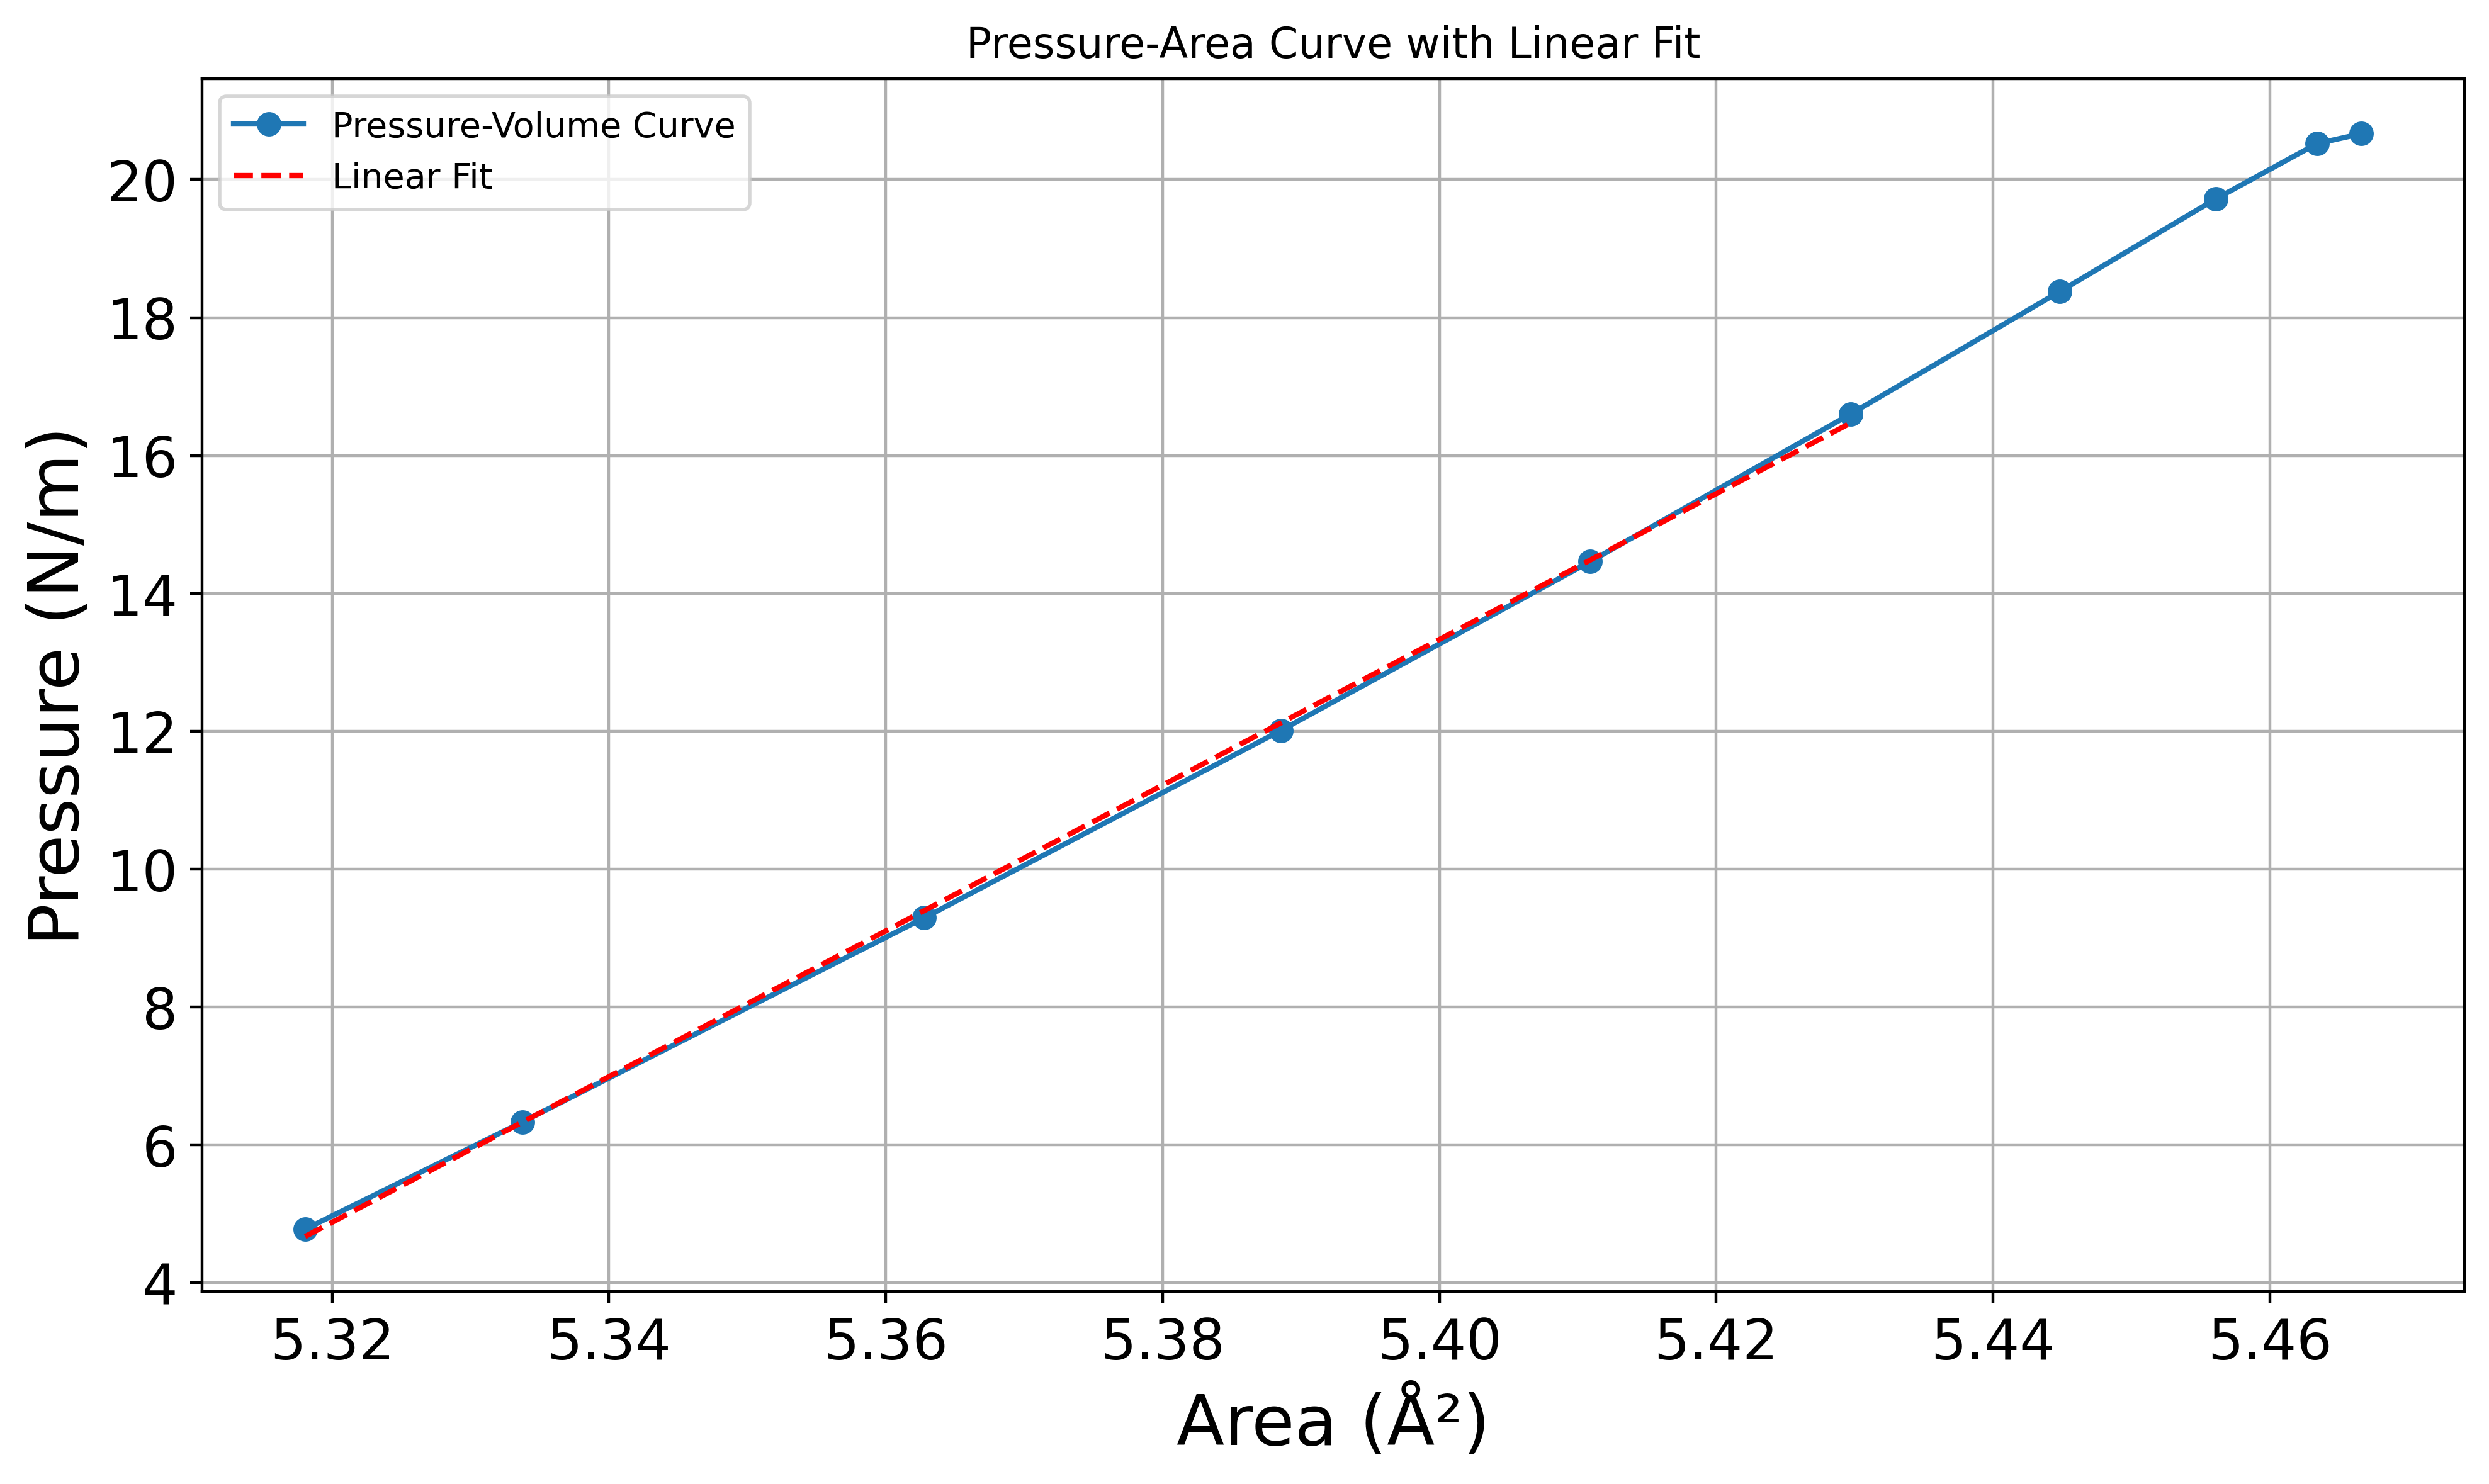 Pressure-Area Curve with Linear Fit
Pressure-Volume Curve
Linear Fit
Pressure (N/m)
20
18
16
14
12
10
8
6
4
5.32 5.34 5.36 5.38 5.40 5.42 5.44 5.46
Area (Å²)